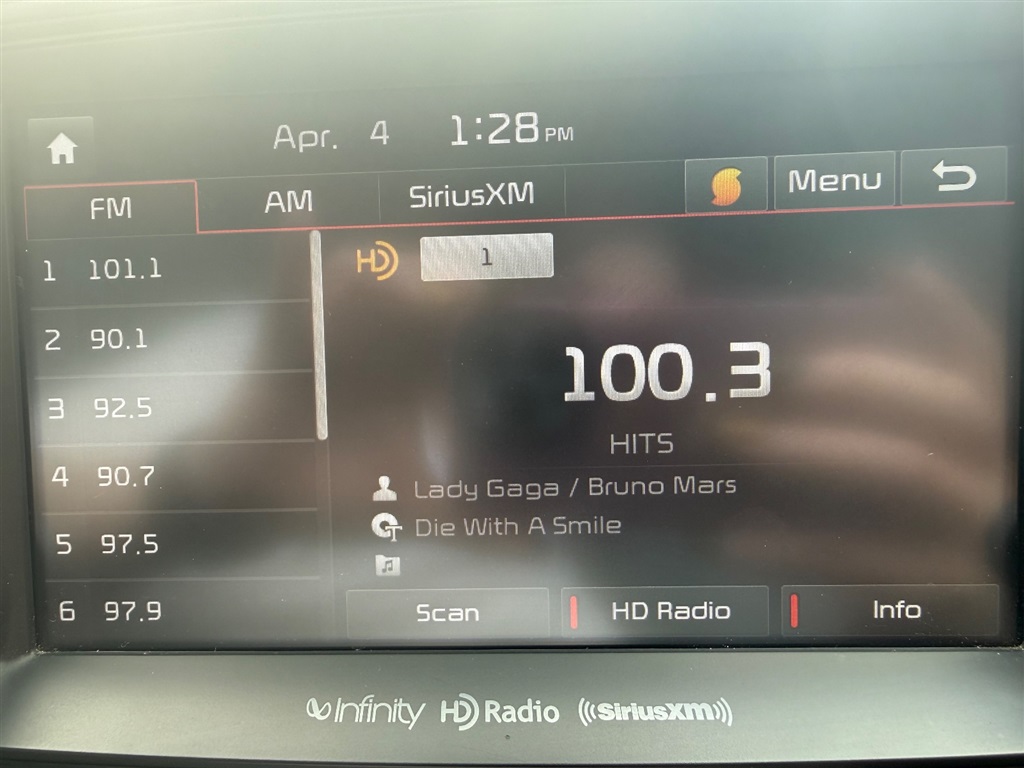 Apr. 4 1:28 PM
FM AM SiriusXM Menu
1 101.1
2 90.1
3 92.5
4 90.7
5 97.5
6 97.9
HD 1
100.3
HITS
Lady Gaga / Bruno Mars
Die With A Smile
Scan HD Radio Info
Infinity HD Radio SiriusXM